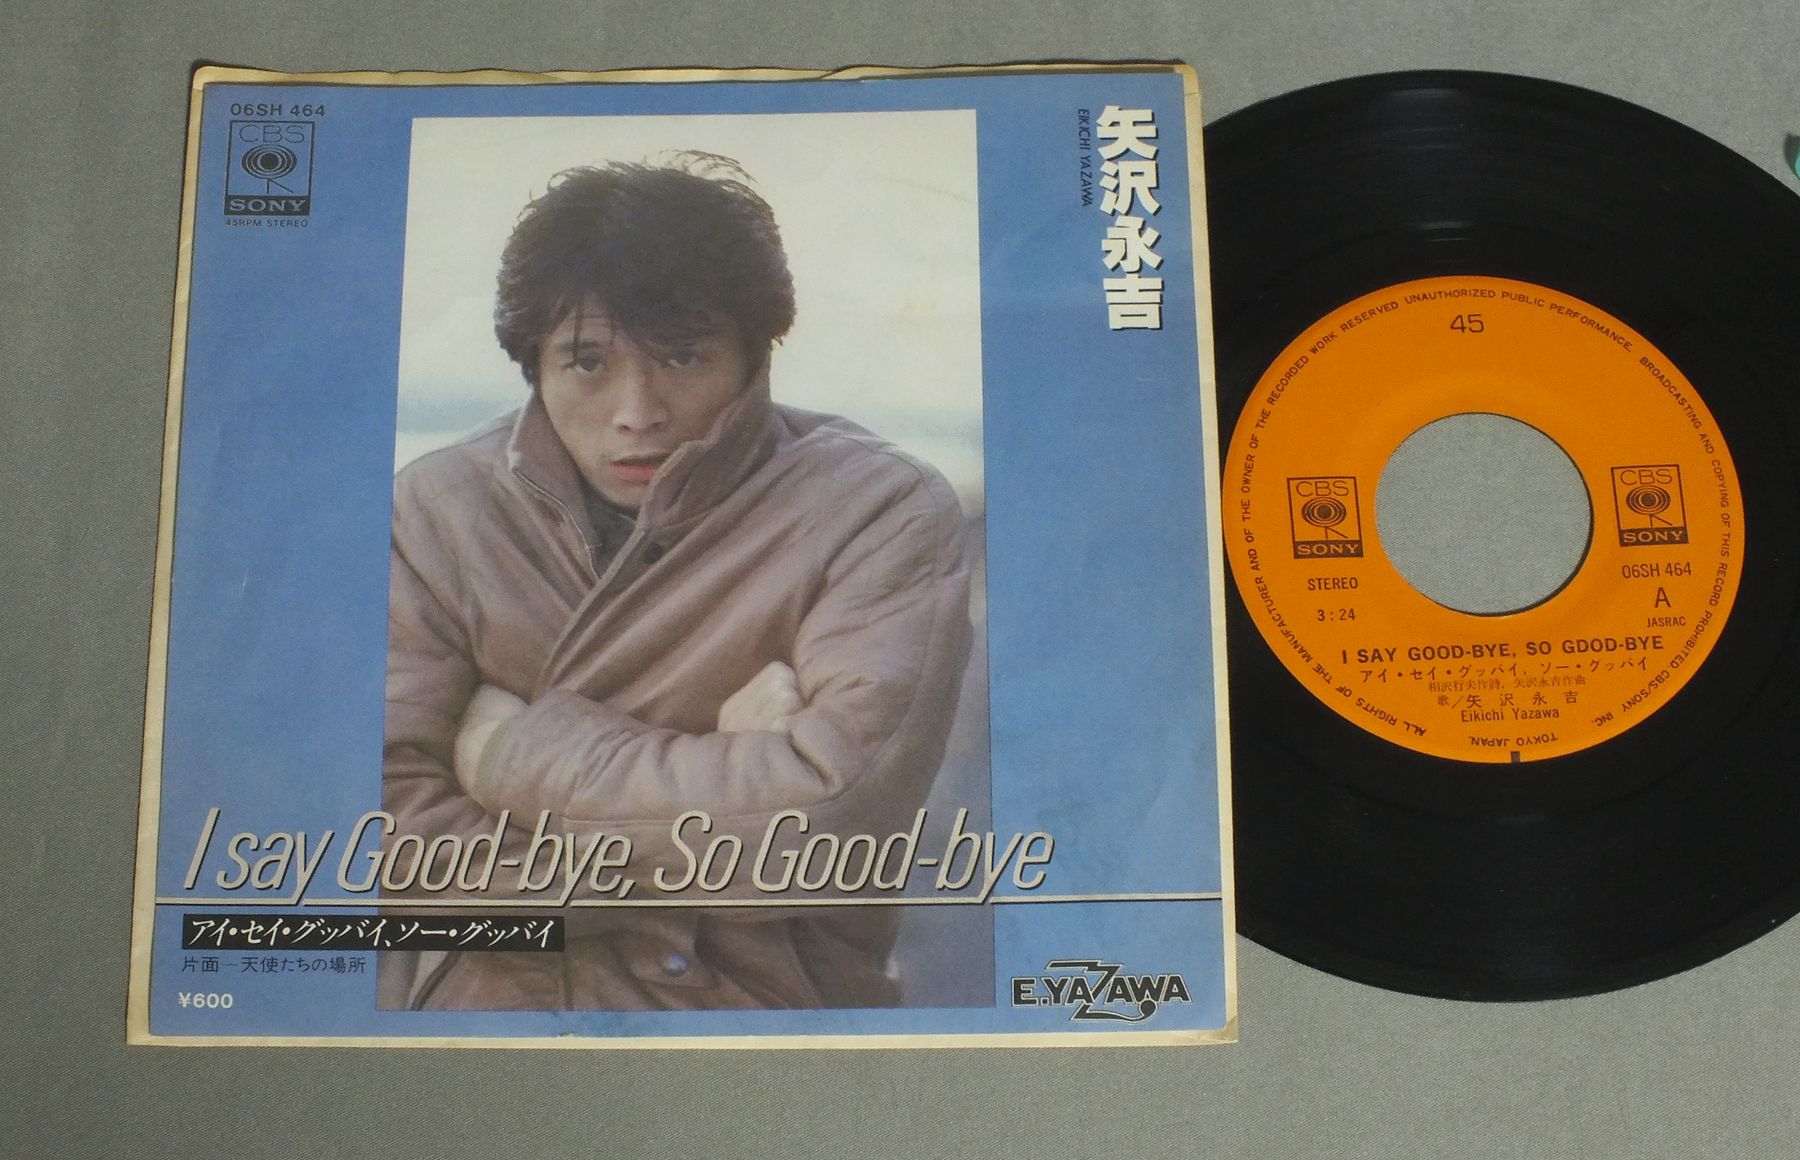 06SH 464
CBS
SONY
45RPM STEREO
矢沢永吉
EIKICHI YAZAWA
I say Good-bye, So Good-bye
アイ・セイ・グッバイ、ソー・グッバイ
片面―天使たちの場所
¥600
E.YAZAWA
ALL RIGHTS OF THE MANUFACTURER AND OF THE OWNER OF THE RECORDED WORK RESERVED UNAUTHORIZED PUBLIC PERFORMANCE, BROADCASTING AND COPYING OF THIS RECORD PROHIBITED. CBS/SONY INC. TOKYO JAPAN.
45
CBS
SONY
CBS
SONY
STEREO
3:24
06SH 464
A
JASRAC
I SAY GOOD-BYE, SO GDOD-BYE
アイ・セイ・グッバイ, ソー・グッバイ
相沢行夫作詩, 矢沢永吉作曲
歌/矢沢永吉
Eikichi Yazawa